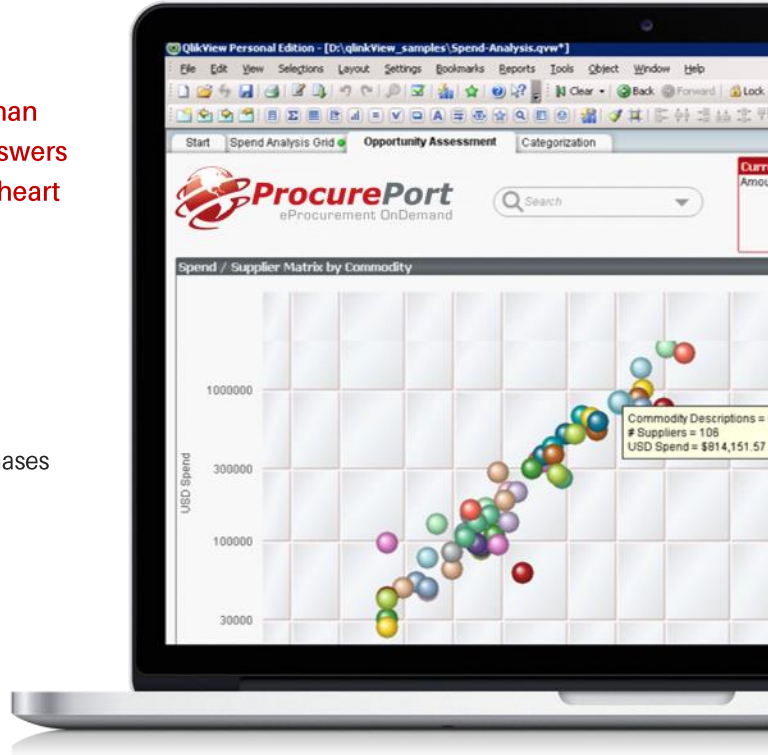 QlikView Personal Edition - [D:\qlinkView_samples\Spend-Analysis.qvw*]
File Edit View Selections Layout Settings Bookmarks Reports Tools Object Window Help
Clear Back Forward Lock
Start Spend Analysis Grid Opportunity Assessment Categorization
ProcurePort
eProcurement OnDemand
Search
Curr
Amou
Spend / Supplier Matrix by Commodity
1000000
300000
100000
30000
USD Spend
Commodity Descriptions =
# Suppliers = 106
USD Spend = $814,151.57
nan
swers
heart
ases